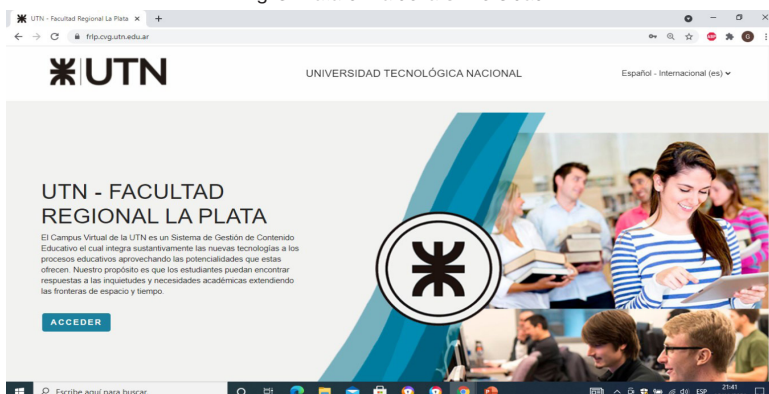 UTN - Facultad Regional La Plata
frlp.cvg.utn.edu.ar
UTN
UNIVERSIDAD TECNOLÓGICA NACIONAL
Español - Internacional (es)
UTN - FACULTAD
REGIONAL LA PLATA
El Campus Virtual de la UTN es un Sistema de Gestión de Contenido
Educativo el cual integra sustantivamente las nuevas tecnologías a los
procesos educativos aprovechando las potencialidades que estas
ofrecen. Nuestro propósito es que los estudiantes puedan encontrar
respuestas a las inquietudes y necesidades académicas extendiendo
las fronteras de espacio y tiempo.
ACCEDER
Escribe aquí para buscar
ESP
21:41